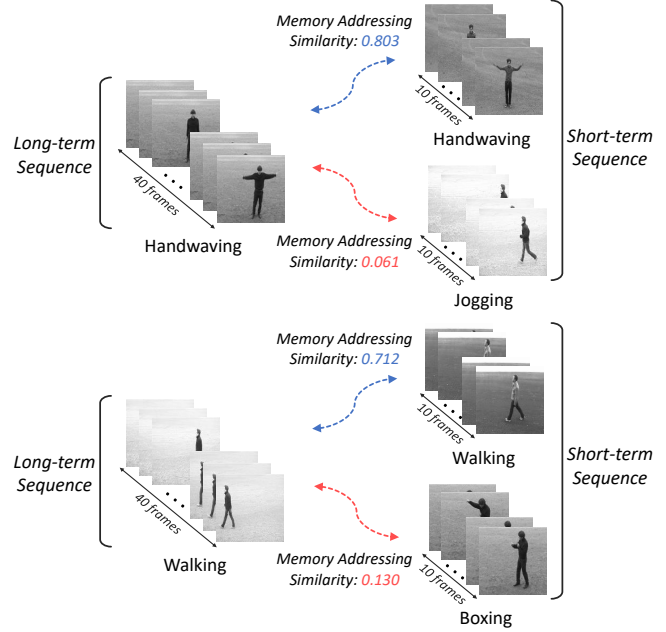 Memory Addressing
Similarity: 0.803
10 frames
Handwaving
Long-term
Sequence
40 frames
Handwaving
Short-term
Sequence
Memory Addressing
Similarity: 0.061
10 frames
Jogging
Memory Addressing
Similarity: 0.712
10 frames
Walking
Long-term
Sequence
40 frames
Walking
Short-term
Sequence
Memory Addressing
Similarity: 0.130
10 frames
Boxing